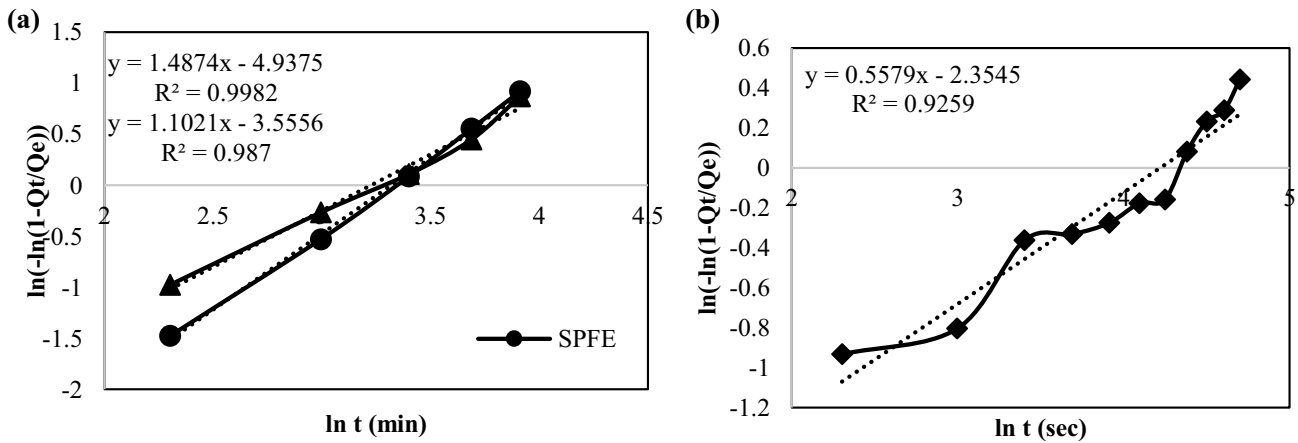 (a)
1.5
1
0.5
0
-0.5
-1
-1.5
-2
2
2.5
3.5
4
4.5
y = 1.4874x - 4.9375
R² = 0.9982
y = 1.1021x - 3.5556
R² = 0.987
SPFE
ln(-ln(1-Qt/Qe))
ln t (min)
(b)
0.6
0.4
0.2
0
-0.2
-0.4
-0.6
-0.8
-1
-1.2
2
3
4
5
y = 0.5579x - 2.3545
R² = 0.9259
ln(-ln(1-Qt/Qe))
ln t (sec)